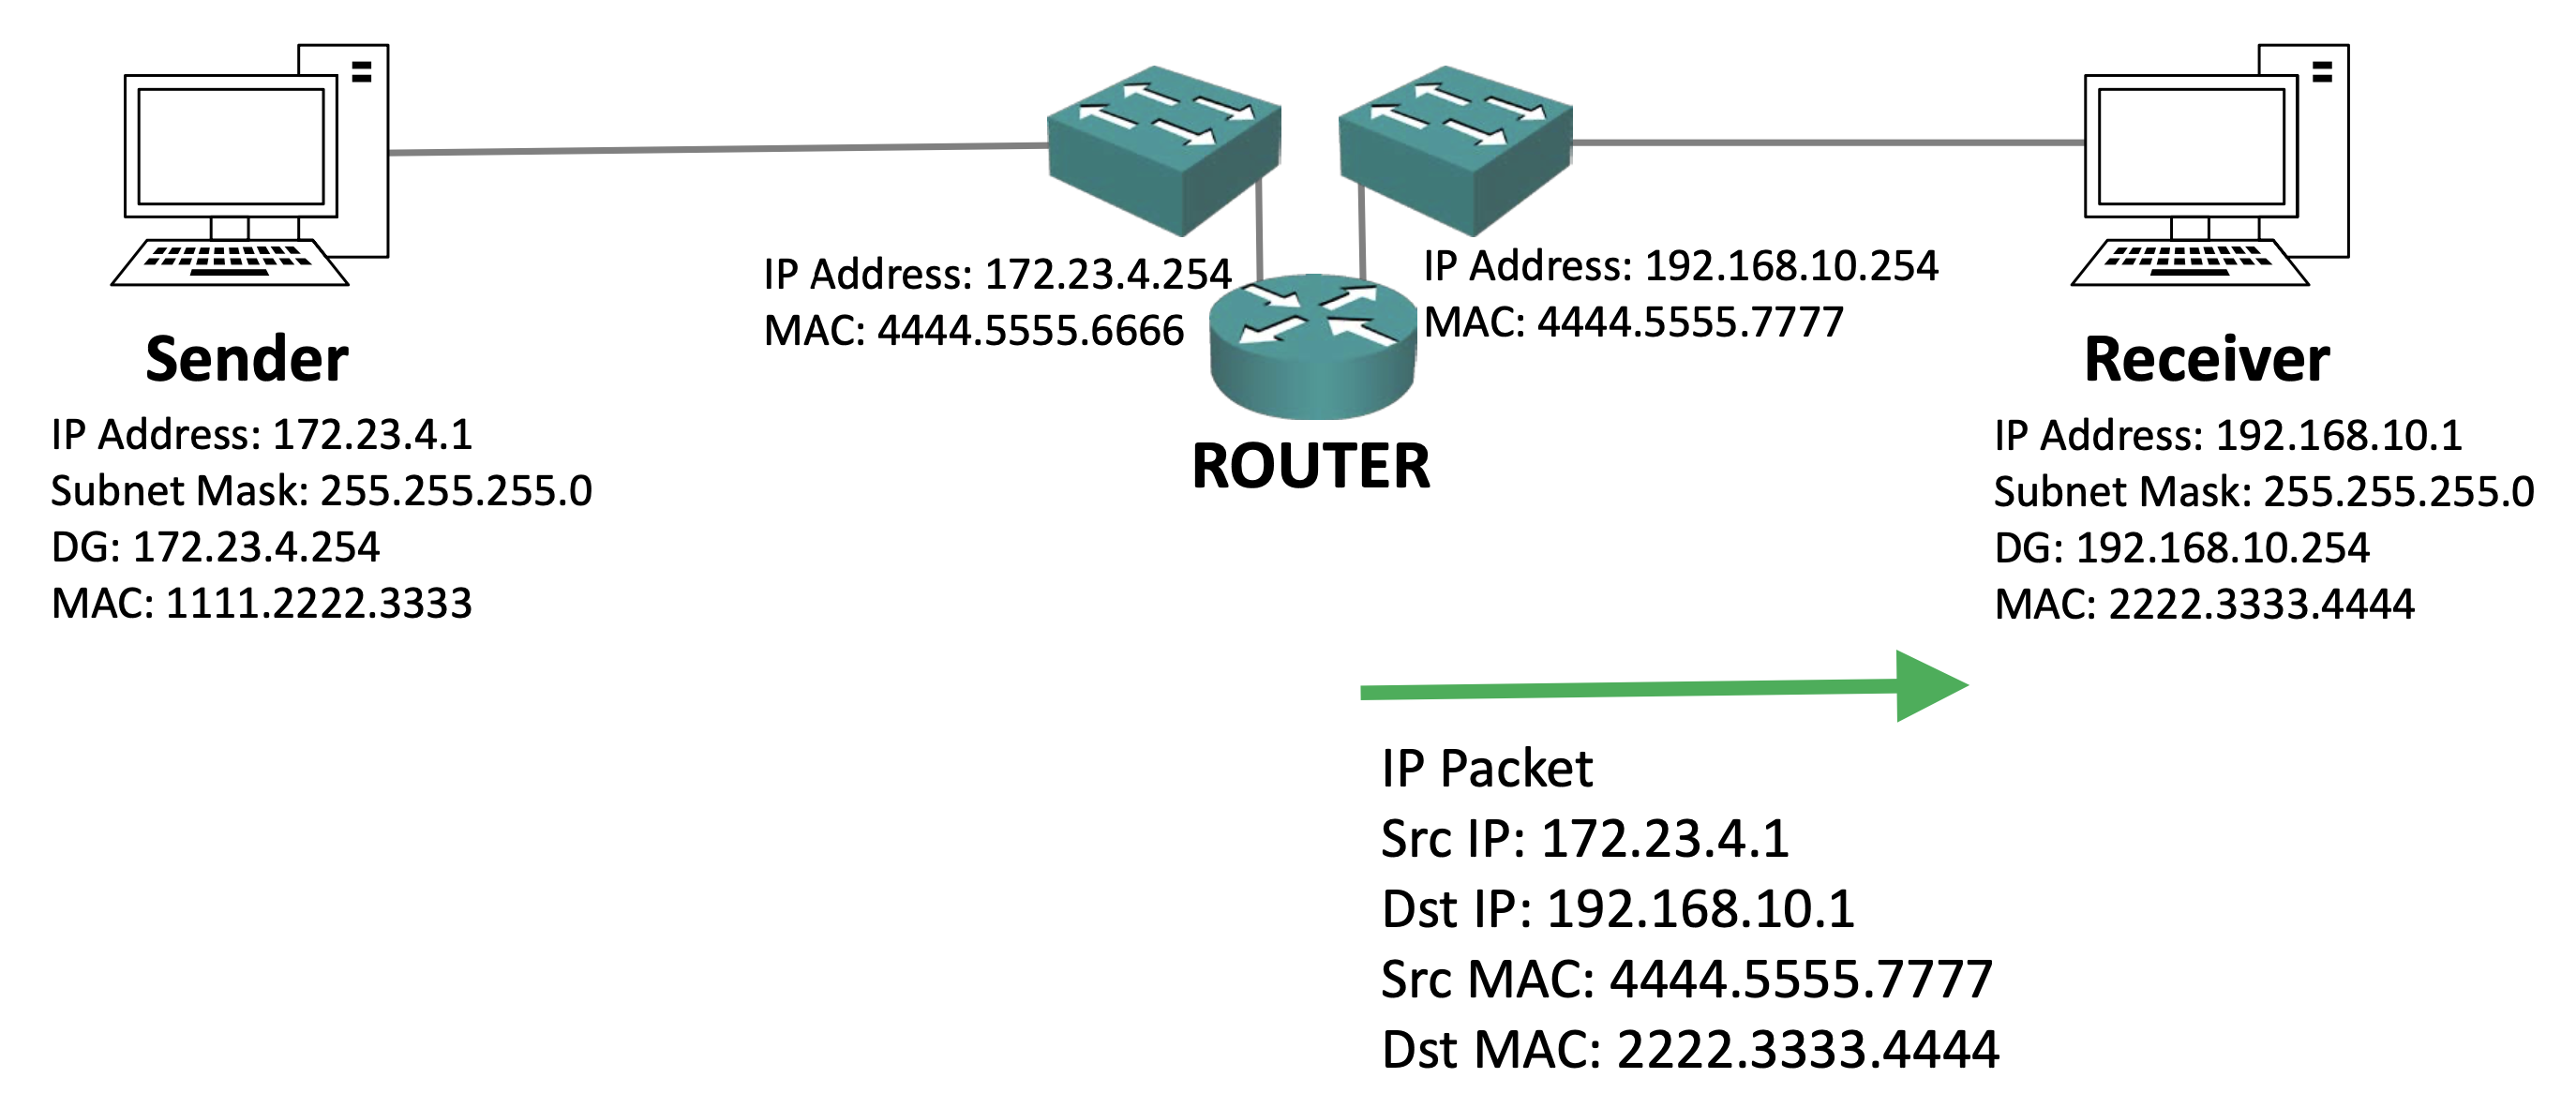 IP Address: 172.23.4.254
MAC: 4444.5555.6666
IP Address: 192.168.10.254
MAC: 4444.5555.7777
Sender
IP Address: 172.23.4.1
Subnet Mask: 255.255.255.0
DG: 172.23.4.254
MAC: 1111.2222.3333
ROUTER
Receiver
IP Address: 192.168.10.1
Subnet Mask: 255.255.255.0
DG: 192.168.10.254
MAC: 2222.3333.4444
IP Packet
Src IP: 172.23.4.1
Dst IP: 192.168.10.1
Src MAC: 4444.5555.7777
Dst MAC: 2222.3333.4444